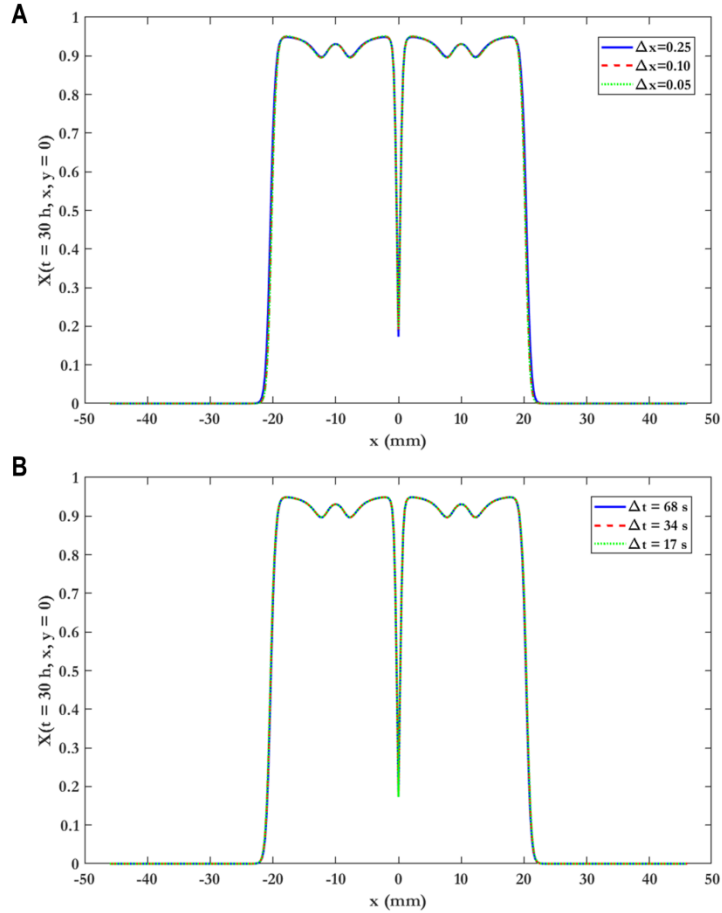 A
1
0.9
0.8
0.7
0.6
0.5
0.4
0.3
0.2
0.1
0
X(t = 30 h, x, y = 0)
Δx=0.25
Δx=0.10
Δx=0.05
-50 -40 -30 -20 -10 0 10 20 30 40 50
x (mm)
B
1
0.9
0.8
0.7
0.6
0.5
0.4
0.3
0.2
0.1
0
X(t = 30 h, x, y = 0)
Δt = 68 s
Δt = 34 s
Δt = 17 s
-50 -40 -30 -20 -10 0 10 20 30 40 50
x (mm)